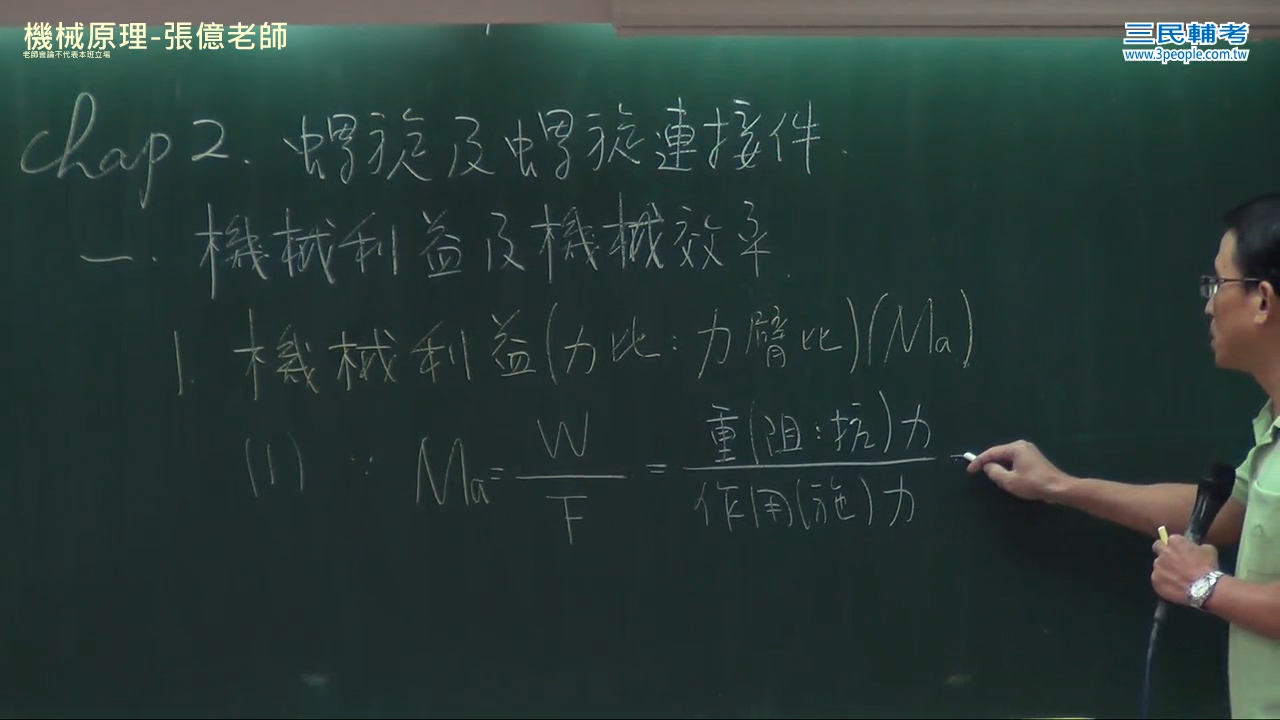 機械原理-張億老師
老師言論不代表本班立場
三民輔考
www.3people.com.tw
Chap 2. 螺旋及螺旋連接件.
一. 機械利益及機械效率.
1. 機械利益(力比:力臂比)(Ma)
(1) ∵ Ma = W / F = 重(阻:抗)力 / 作用(施)力